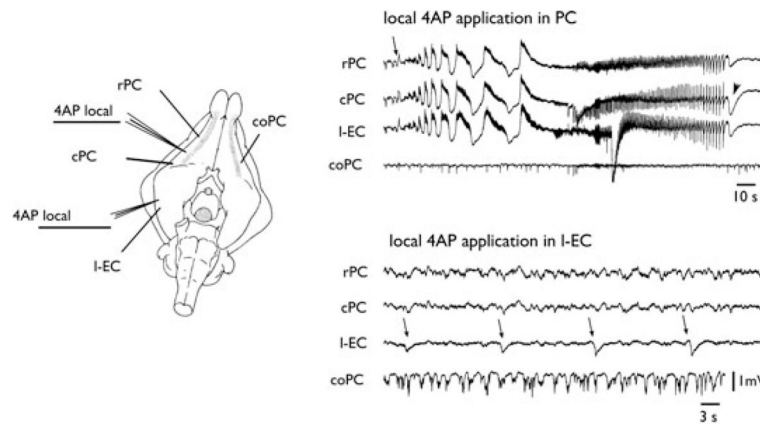 rPC
4AP local
coPC
cPC
4AP local
l-EC
local 4AP application in PC
rPC
cPC
l-EC
coPC
10 s
local 4AP application in l-EC
rPC
cPC
l-EC
coPC
1mV
3 s